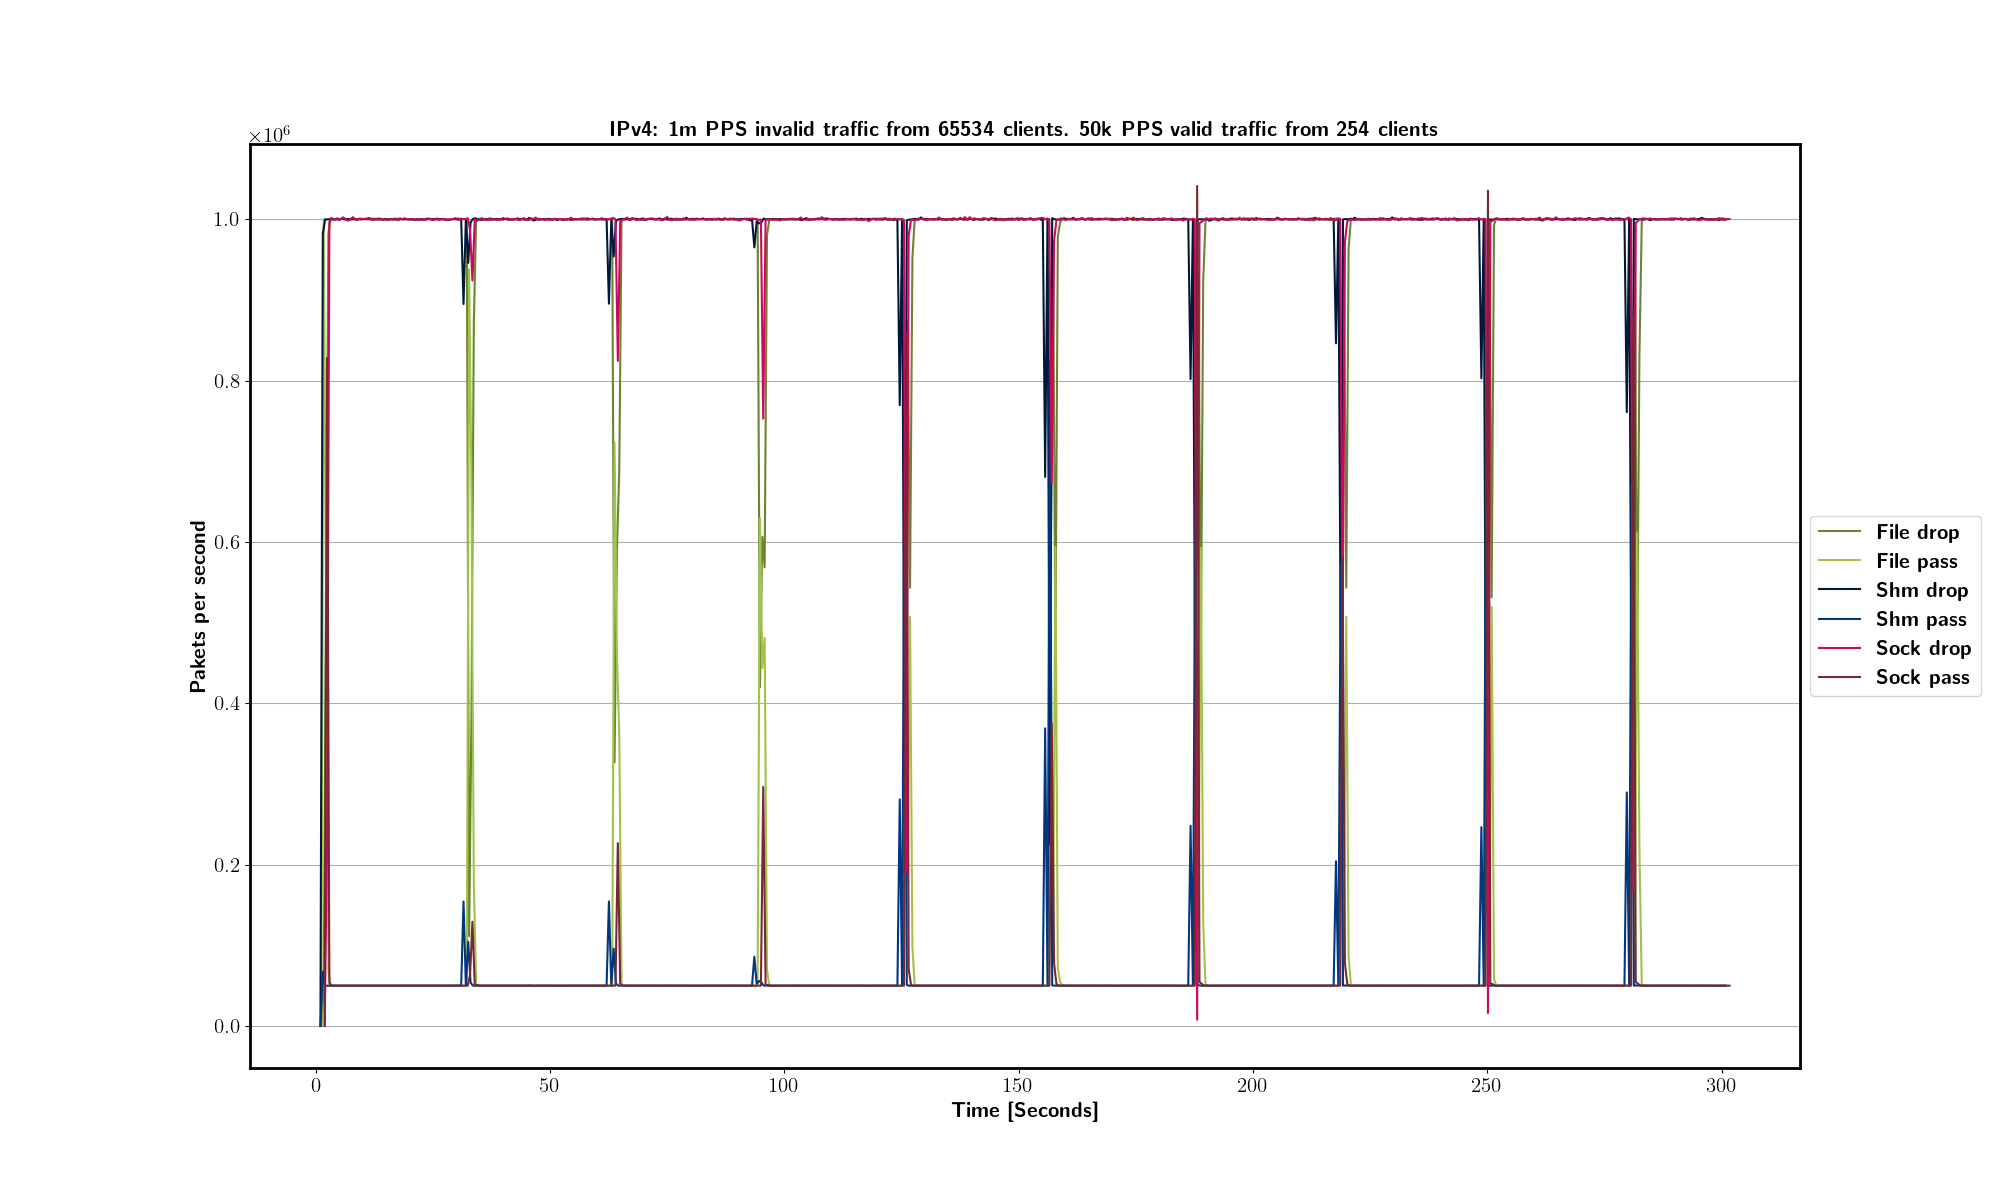 IPv4: 1m PPS invalid traffic from 65534 clients. 50k PPS valid traffic from 254 clients
×10⁶
1.0
0.8
0.6
0.4
0.2
0.0
Pakets per second
0 50 100 150 200 250 300
Time [Seconds]
File drop
File pass
Shm drop
Shm pass
Sock drop
Sock pass